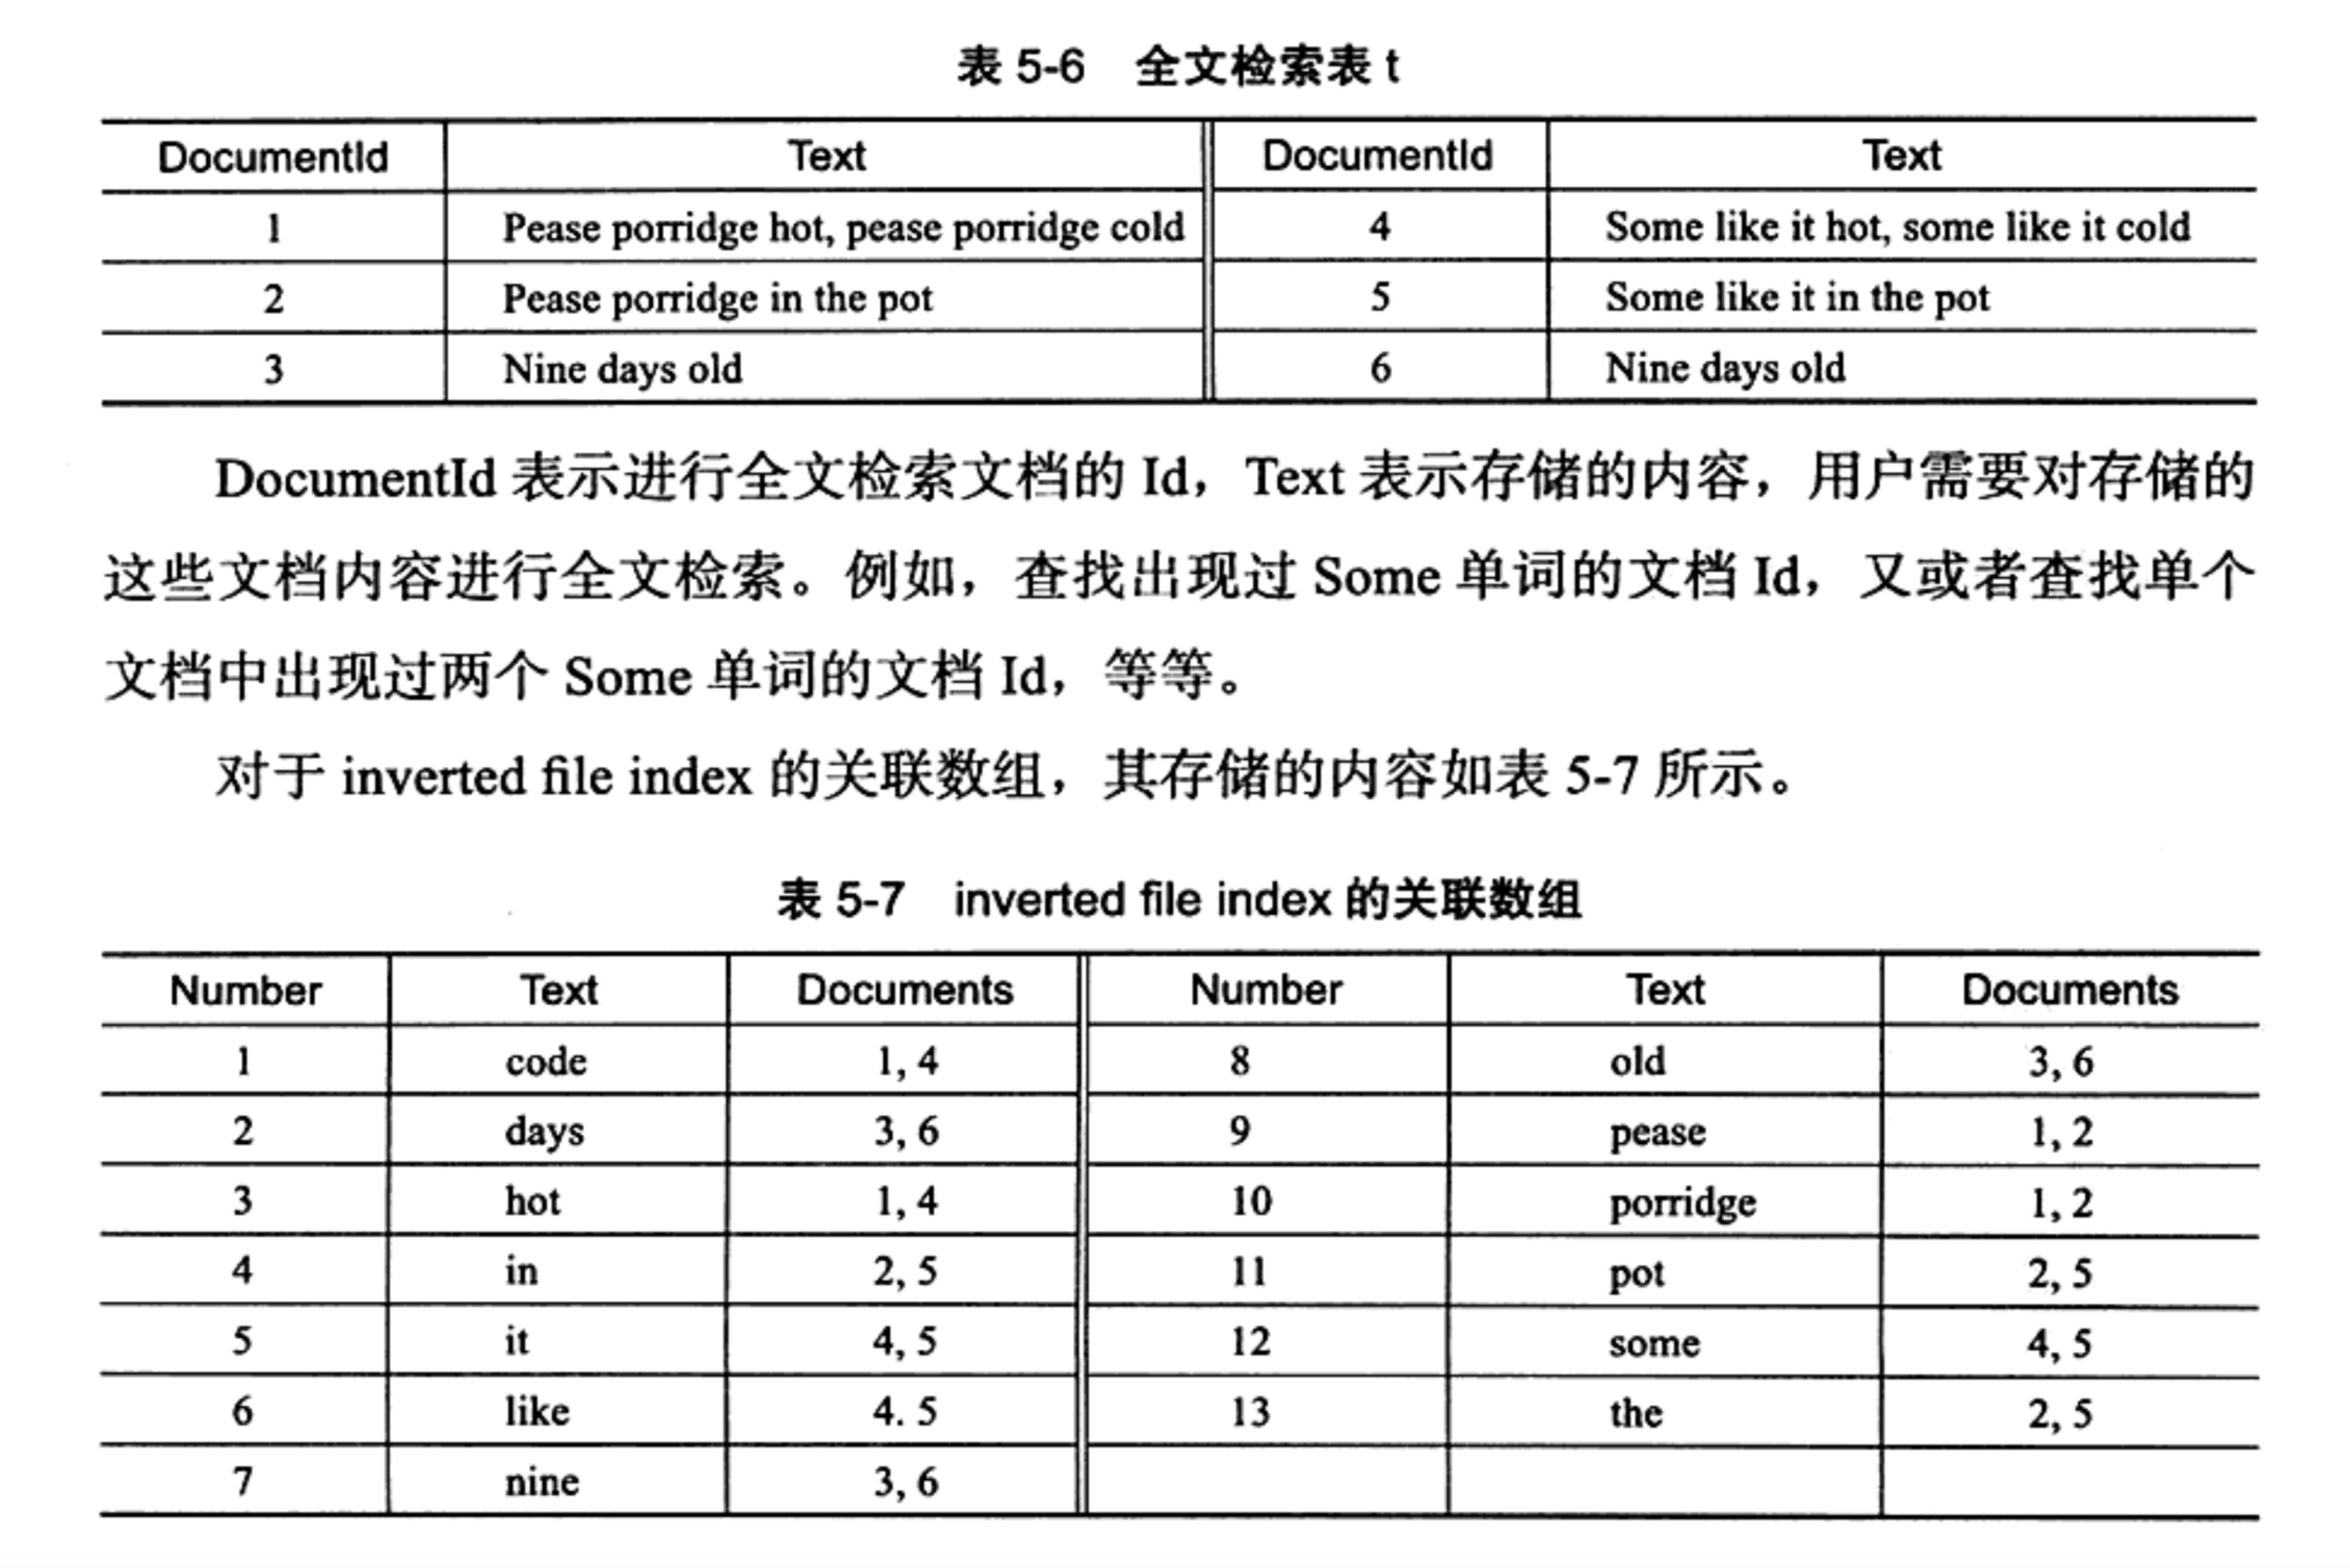 表 5-6 全文检索表 t
DocumentId Text DocumentId Text
1 Pease porridge hot, pease porridge cold 4 Some like it hot, some like it cold
2 Pease porridge in the pot 5 Some like it in the pot
3 Nine days old 6 Nine days old
DocumentId 表示进行全文检索文档的 Id，Text 表示存储的内容，用户需要对存储的
这些文档内容进行全文检索。例如，查找出现过 Some 单词的文档 Id，又或者查找单个
文档中出现过两个 Some 单词的文档 Id，等等。
对于 inverted file index 的关联数组，其存储的内容如表 5-7 所示。
表 5-7 inverted file index 的关联数组
Number Text Documents Number Text Documents
1 code 1, 4 8 old 3, 6
2 days 3, 6 9 pease 1, 2
3 hot 1, 4 10 porridge 1, 2
4 in 2, 5 11 pot 2, 5
5 it 4, 5 12 some 4, 5
6 like 4. 5 13 the 2, 5
7 nine 3, 6